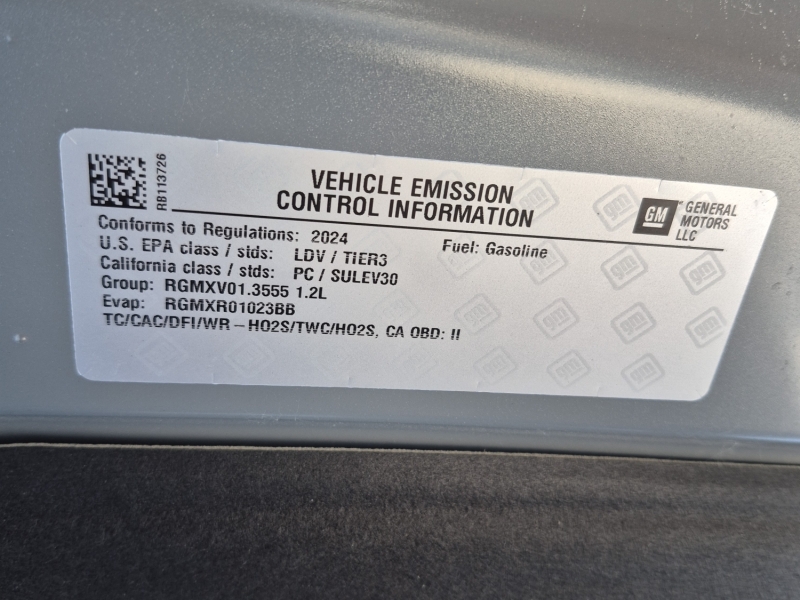 RB113726
VEHICLE EMISSION
CONTROL INFORMATION
GM
GENERAL
MOTORS
LLC
Conforms to Regulations: 2024
Fuel: Gasoline
U.S. EPA class / stds: LDV / TIER3
California class / stds: PC / SULEV30
Group: RGMXV01.3555 1.2L
Evap: RGMXR01023BB
TC/CAC/DFI/WR-HO2S/TWC/HO2S, CA OBD: II